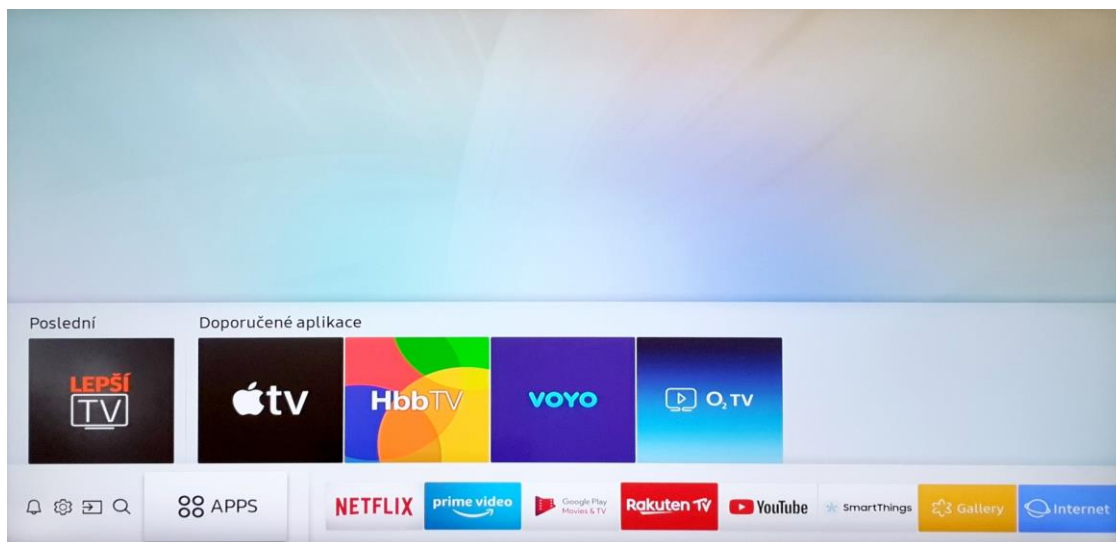 Poslední
Doporučené aplikace
LEPŠÍ
TV
tv
HbbTV
VOYO
O₂ TV
APPS
NETFLIX
prime video
Google Play
Movies & TV
Rakuten TV
YouTube
SmartThings
Gallery
Internet